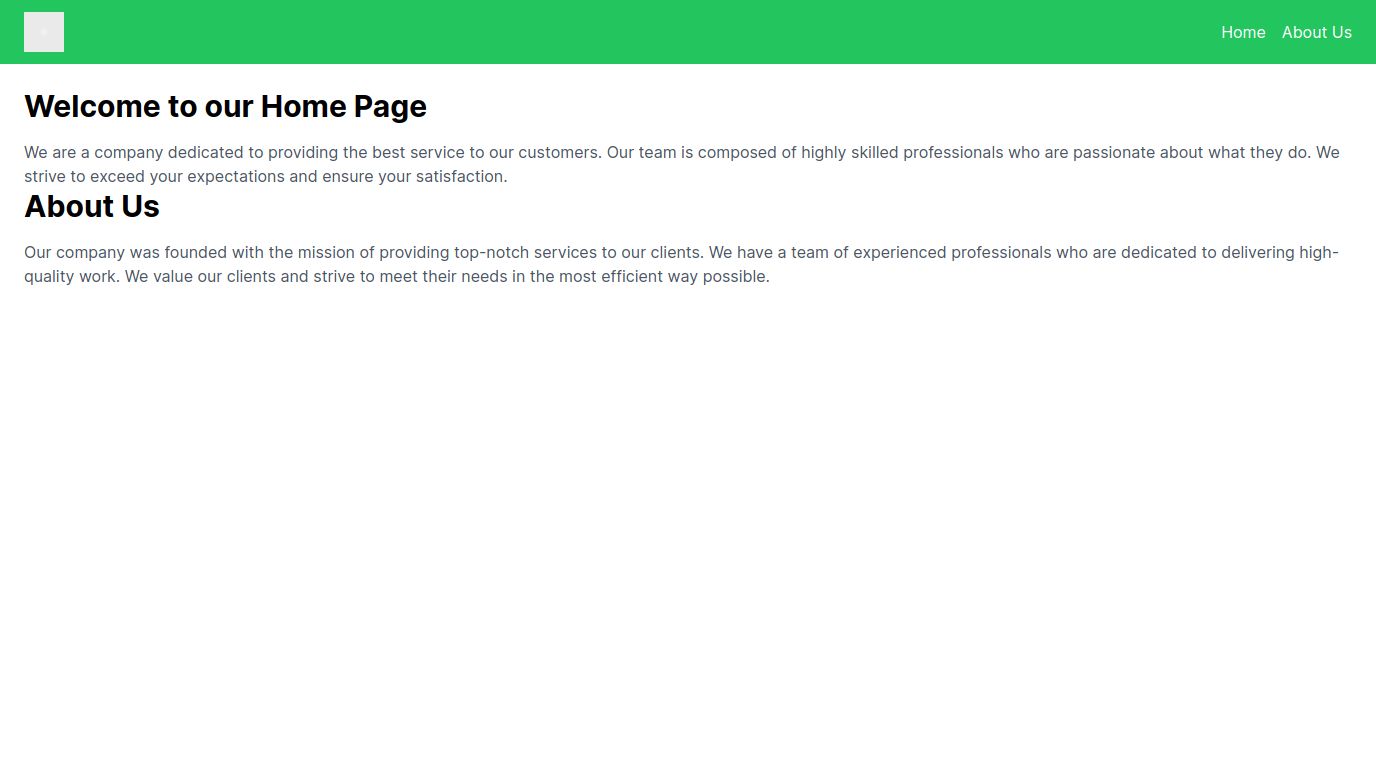 Home About Us
Welcome to our Home Page
We are a company dedicated to providing the best service to our customers. Our team is composed of highly skilled professionals who are passionate about what they do. We
strive to exceed your expectations and ensure your satisfaction.
About Us
Our company was founded with the mission of providing top-notch services to our clients. We have a team of experienced professionals who are dedicated to delivering high-
quality work. We value our clients and strive to meet their needs in the most efficient way possible.